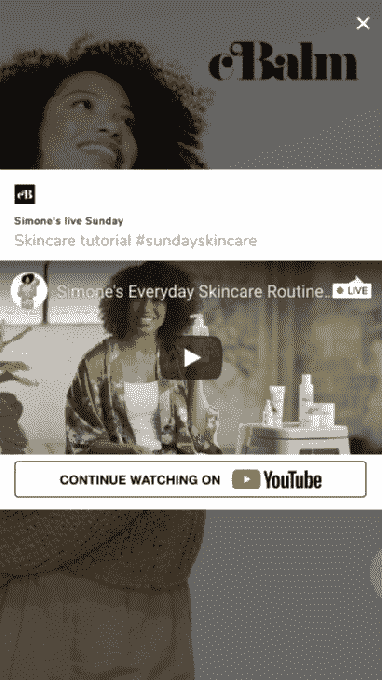 cBalm
cB
Simone's live Sunday
Skincare tutorial #sundayskincare
Simone's Everyday Skincare Routine...
LIVE
CONTINUE WATCHING ON YouTube